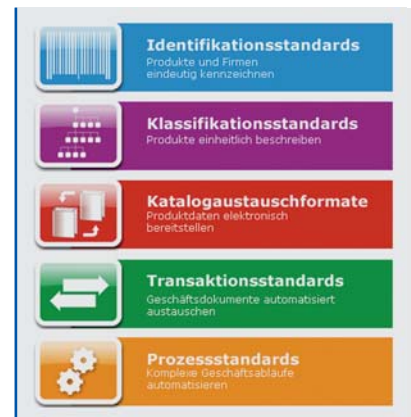 Identifikationsstandards
Produkte und Firmen
eindeutig kennzeichnen
Klassifikationsstandards
Produkte einheitlich beschreiben
Katalogaustauschformate
Produktdaten elektronisch
bereitstellen
Transaktionsstandards
Geschäftsdokumente automatisiert
austauschen
Prozessstandards
Komplexe Geschäftsabläufe
automatisieren